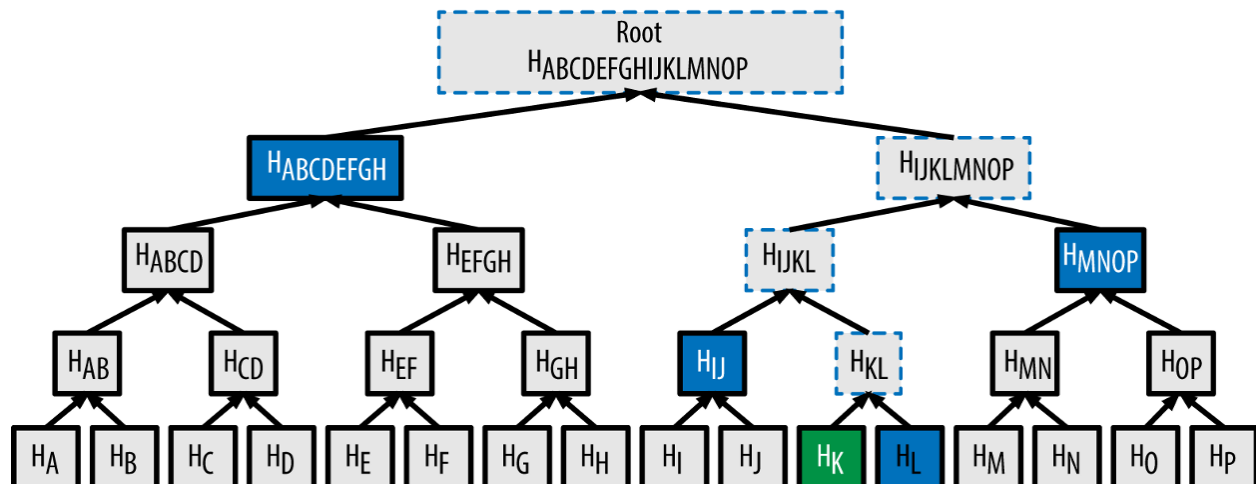 Root
HABCDEFGHIJKLMNOP
HABCDEFGH HIJKLMNOP
HABCD HEFGH HIJKL HMNOP
HAB HCD HEF HGH HIJ HKL HMN HOP
HA HB HC HD HE HF HG HH HI HJ HK HL HM HN HO HP